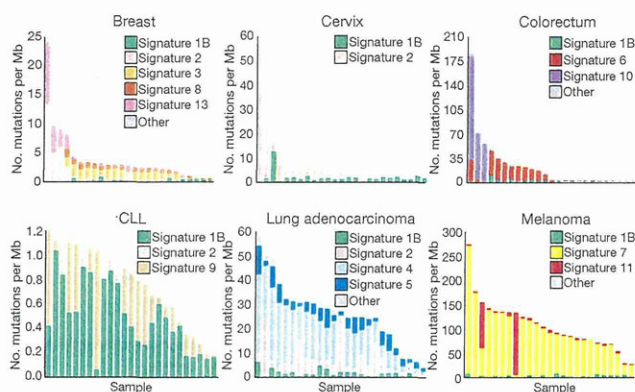 Breast
No. mutations per Mb
25
20
15
10
5
0
Signature 1B
Signature 2
Signature 3
Signature 8
Signature 13
Other
Cervix
No. mutations per Mb
60
50
40
30
20
10
0
Signature 1B
Signature 2
Colorectum
No. mutations per Mb
210
175
140
105
70
35
0
Signature 1B
Signature 6
Signature 10
Other
CLL
No. mutations per Mb
1.2
1.0
0.8
0.6
0.4
0.2
0.0
Signature 1B
Signature 2
Signature 9
Sample
Lung adenocarcinoma
No. mutations per Mb
60
50
40
30
20
10
0
Signature 1B
Signature 2
Signature 4
Signature 5
Other
Sample
Melanoma
No. mutations per Mb
300
250
200
150
100
50
0
Signature 1B
Signature 7
Signature 11
Other
Sample